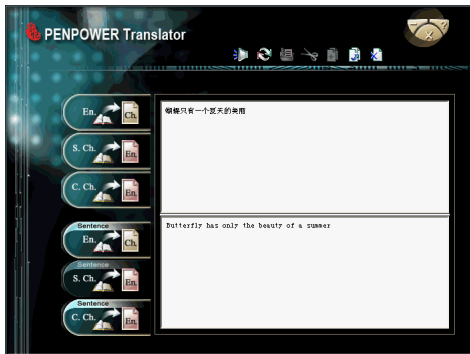 PENPOWER Translator
En. Ch.
蝴蝶只有一个夏天的美丽
S. Ch. En.
C. Ch. En.
Sentence
En. Ch.
Butterfly has only the beauty of a summer
Sentence
S. Ch. En.
Sentence
C. Ch. En.